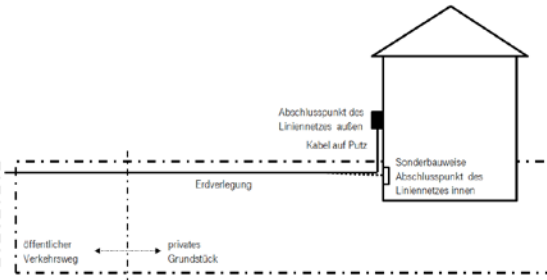 Abschlusspunkt des
Liniennetzes außen
Kabel auf Putz
Sonderbauweise
Abschlusspunkt des
Liniennetzes innen
Erdverlegung
öffentlicher
Verkehrsweg
privates
Grundstück